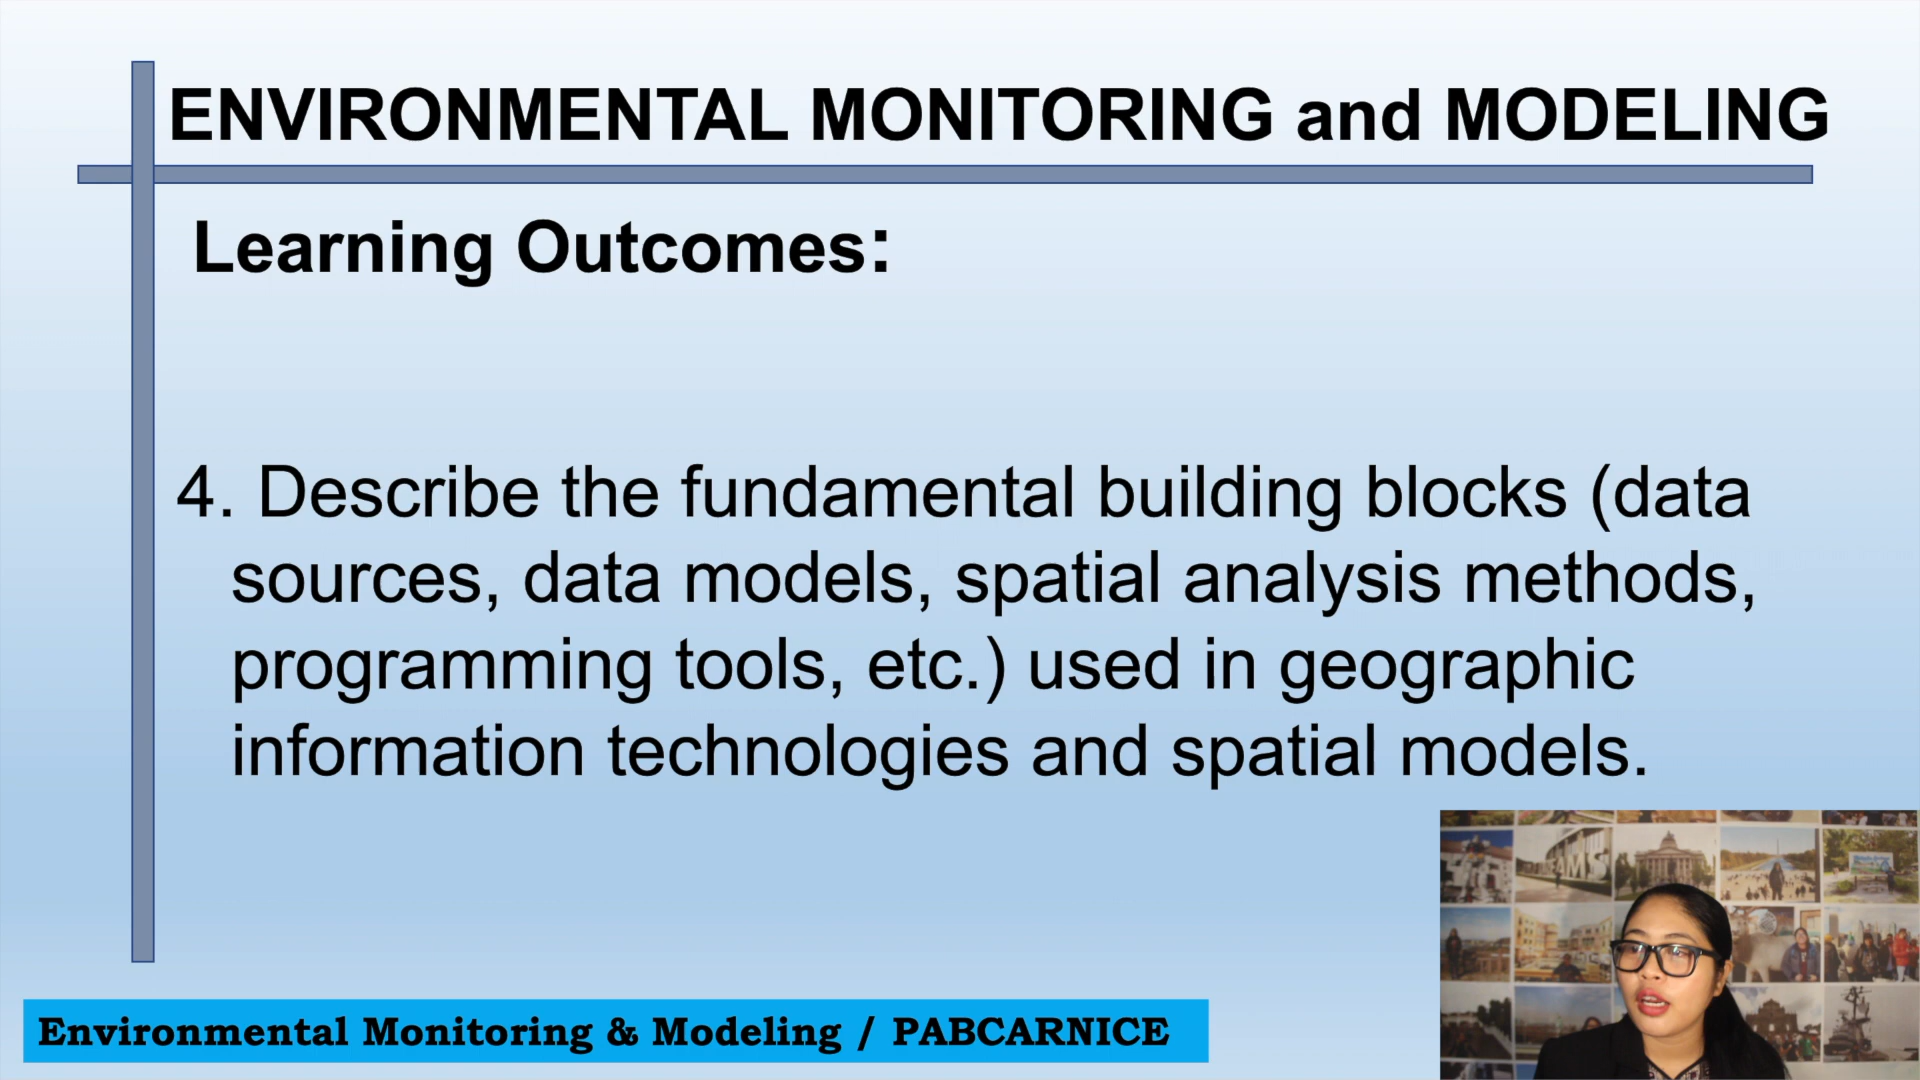 ENVIRONMENTAL MONITORING and MODELING
Learning Outcomes:
4. Describe the fundamental building blocks (data
sources, data models, spatial analysis methods,
programming tools, etc.) used in geographic
information technologies and spatial models.
Environmental Monitoring & Modeling / PABCARNICE